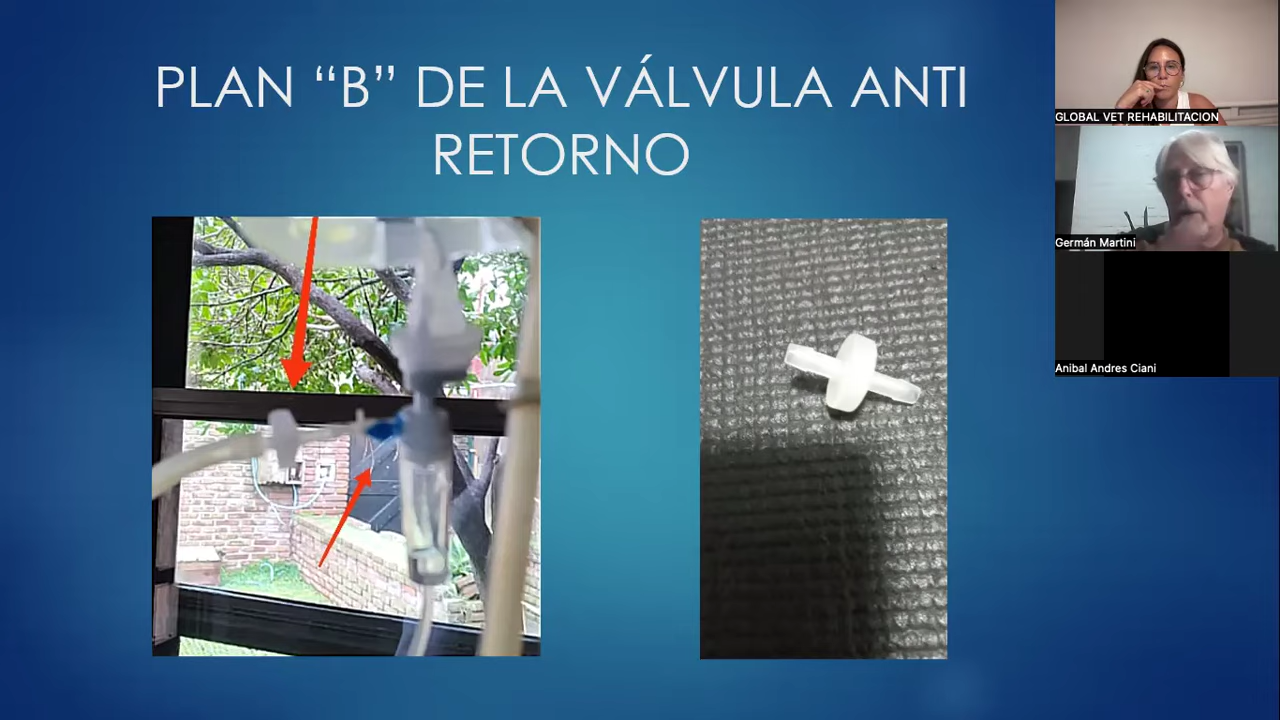 PLAN “B” DE LA VÁLVULA ANTI
RETORNO
GLOBAL VET REHABILITACION
Germán Martini
Anibal Andres Ciani